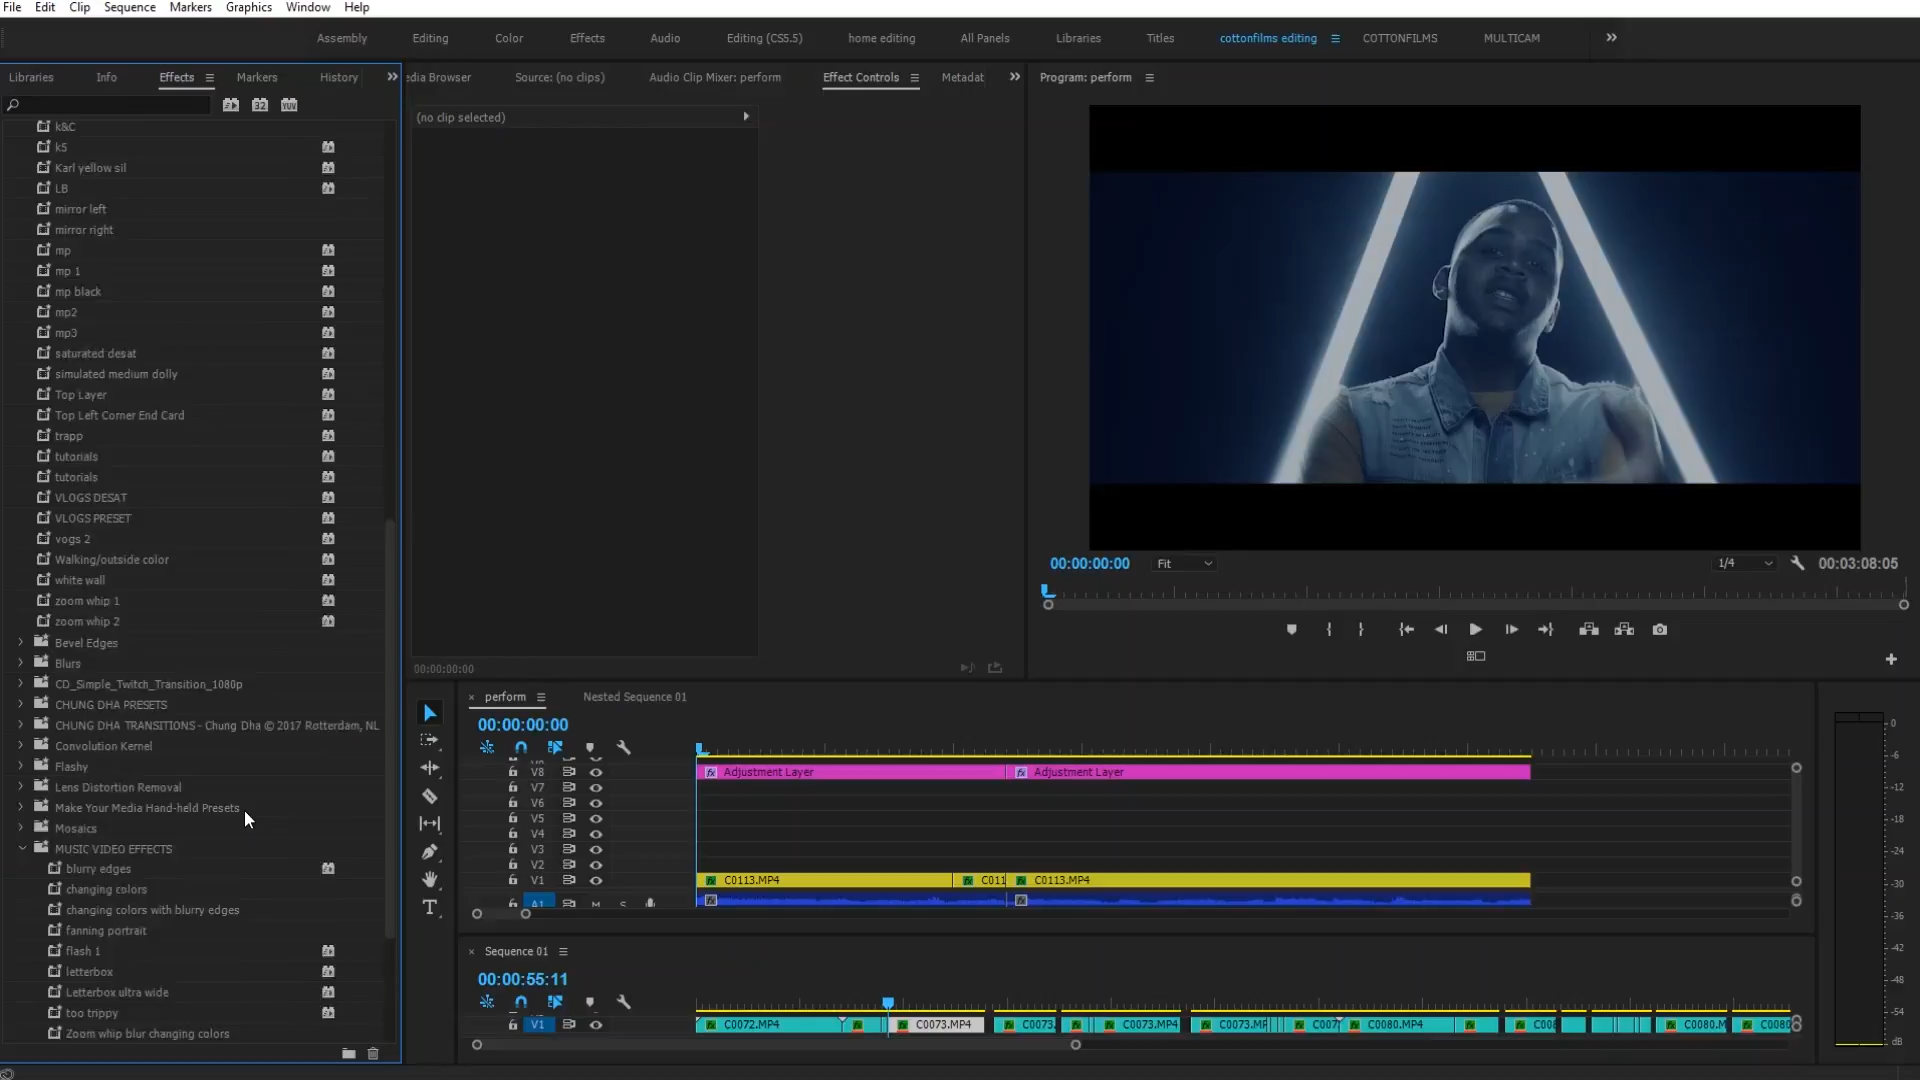 File Edit Clip Sequence Markers Graphics Window Help
Assembly Editing Color Effects Audio Editing (CS5.5) home editing All Panels Libraries Titles cottonfilms editing COTTONFILMS MULTICAM
Libraries Info Effects Markers History
edia Browser Source: (no clips) Audio Clip Mixer: perform Effect Controls Metadat
Program: perform
32 YUV
(no clip selected)
k&C
k5
Karl yellow sil
LB
mirror left
mirror right
mp
mp 1
mp black
mp2
mp3
saturated desat
simulated medium dolly
Top Layer
Top Left Corner End Card
trapp
tutorials
tutorials
VLOGS DESAT
VLOGS PRESET
vogs 2
Walking/outside color
white wall
zoom whip 1
zoom whip 2
Bevel Edges
Blurs
CD_Simple_Twitch_Transition_1080p
CHUNG DHA PRESETS
CHUNG DHA TRANSITIONS - Chung Dha © 2017 Rotterdam, NL
Convolution Kernel
Flashy
Lens Distortion Removal
Make Your Media Hand-held Presets
Mosaics
MUSIC VIDEO EFFECTS
blurry edges
changing colors
changing colors with blurry edges
fanning portrait
flash 1
letterbox
Letterbox ultra wide
too trippy
Zoom whip blur changing colors
00:00:00:00
00:00:00:00 Fit 1/4 00:03:08:05
perform Nested Sequence 01
00:00:00:00
V8 fx Adjustment Layer fx Adjustment Layer
V7
V6
V5
V4
V3
V2
V1 fx C0113.MP4 fx C011 fx C0113.MP4
A1 M S
Sequence 01
00:00:55:11
V1 C0072.MP4 C0073.MP4 C0073. C0073.MP4 C0073.MP C007 C0080.MP4 C008 C0080.M C0080
0
-6
-12
-18
-24
-30
-36
-42
-48
-54
dB